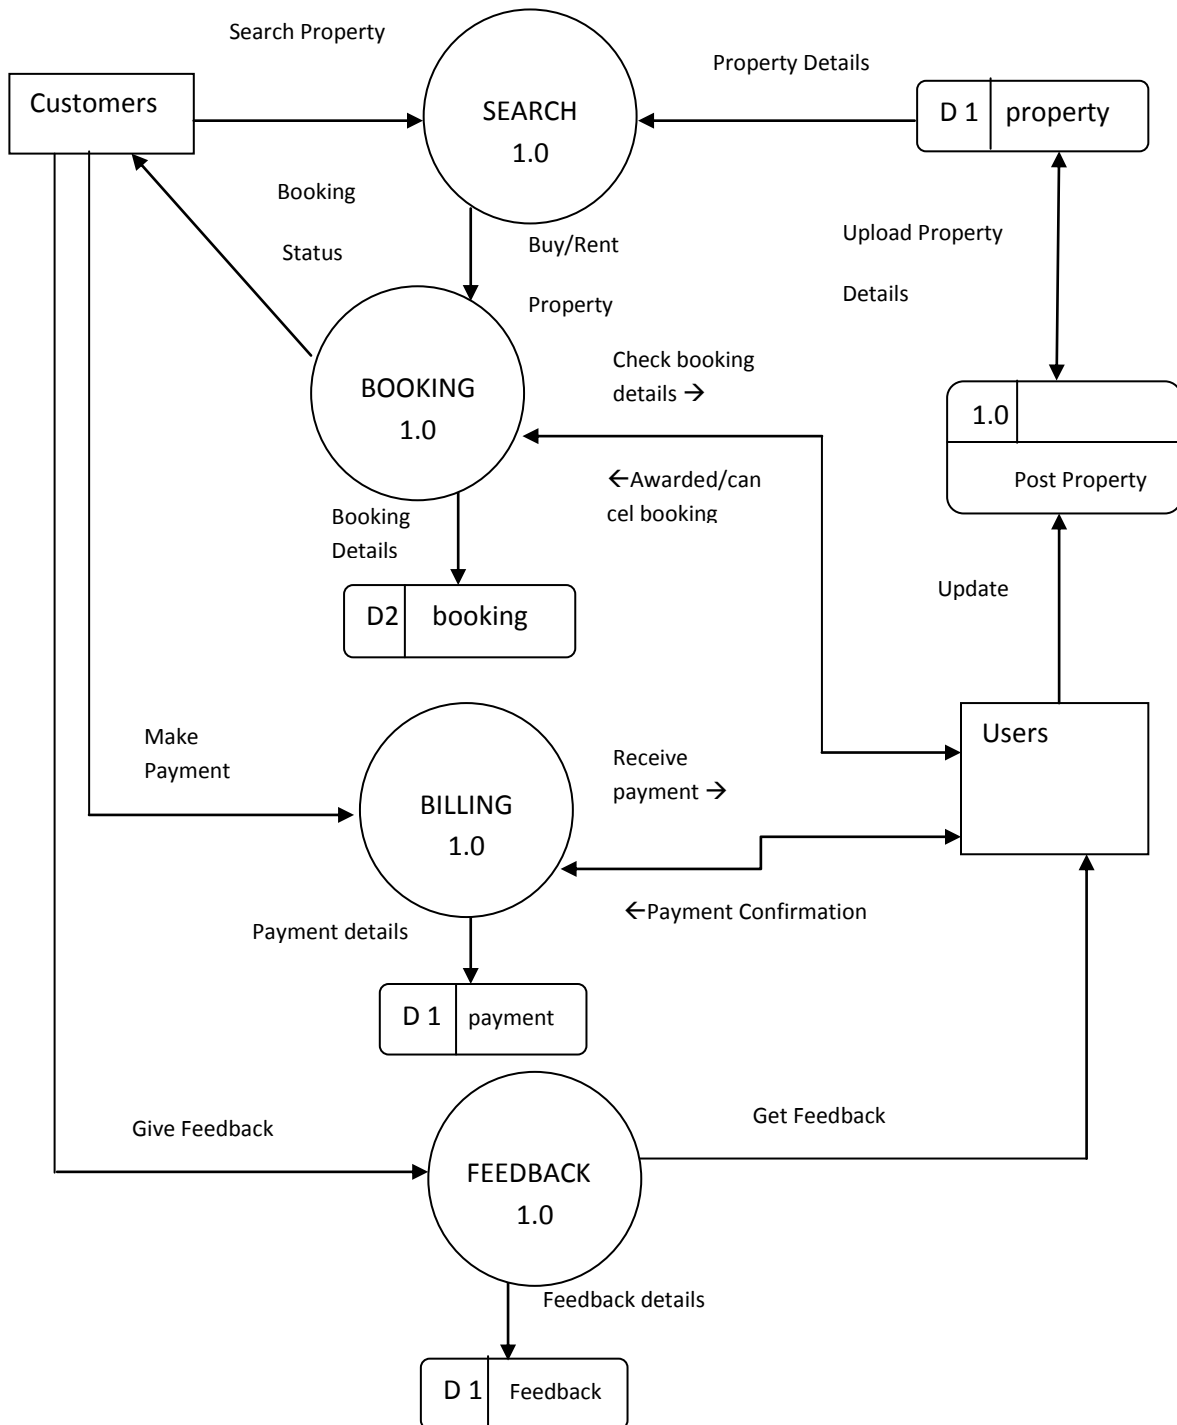 Search Property
Customers
SEARCH
1.0
Property Details
D 1 property
Booking
Status
Buy/Rent
Property
Upload Property
Details
BOOKING
1.0
Check booking
details →
←Awarded/can
cel booking
1.0
Post Property
Booking
Details
D2 booking
Update
Users
Make
Payment
BILLING
1.0
Receive
payment →
←Payment Confirmation
Payment details
D 1 payment
Give Feedback
Get Feedback
FEEDBACK
1.0
Feedback details
D 1 Feedback